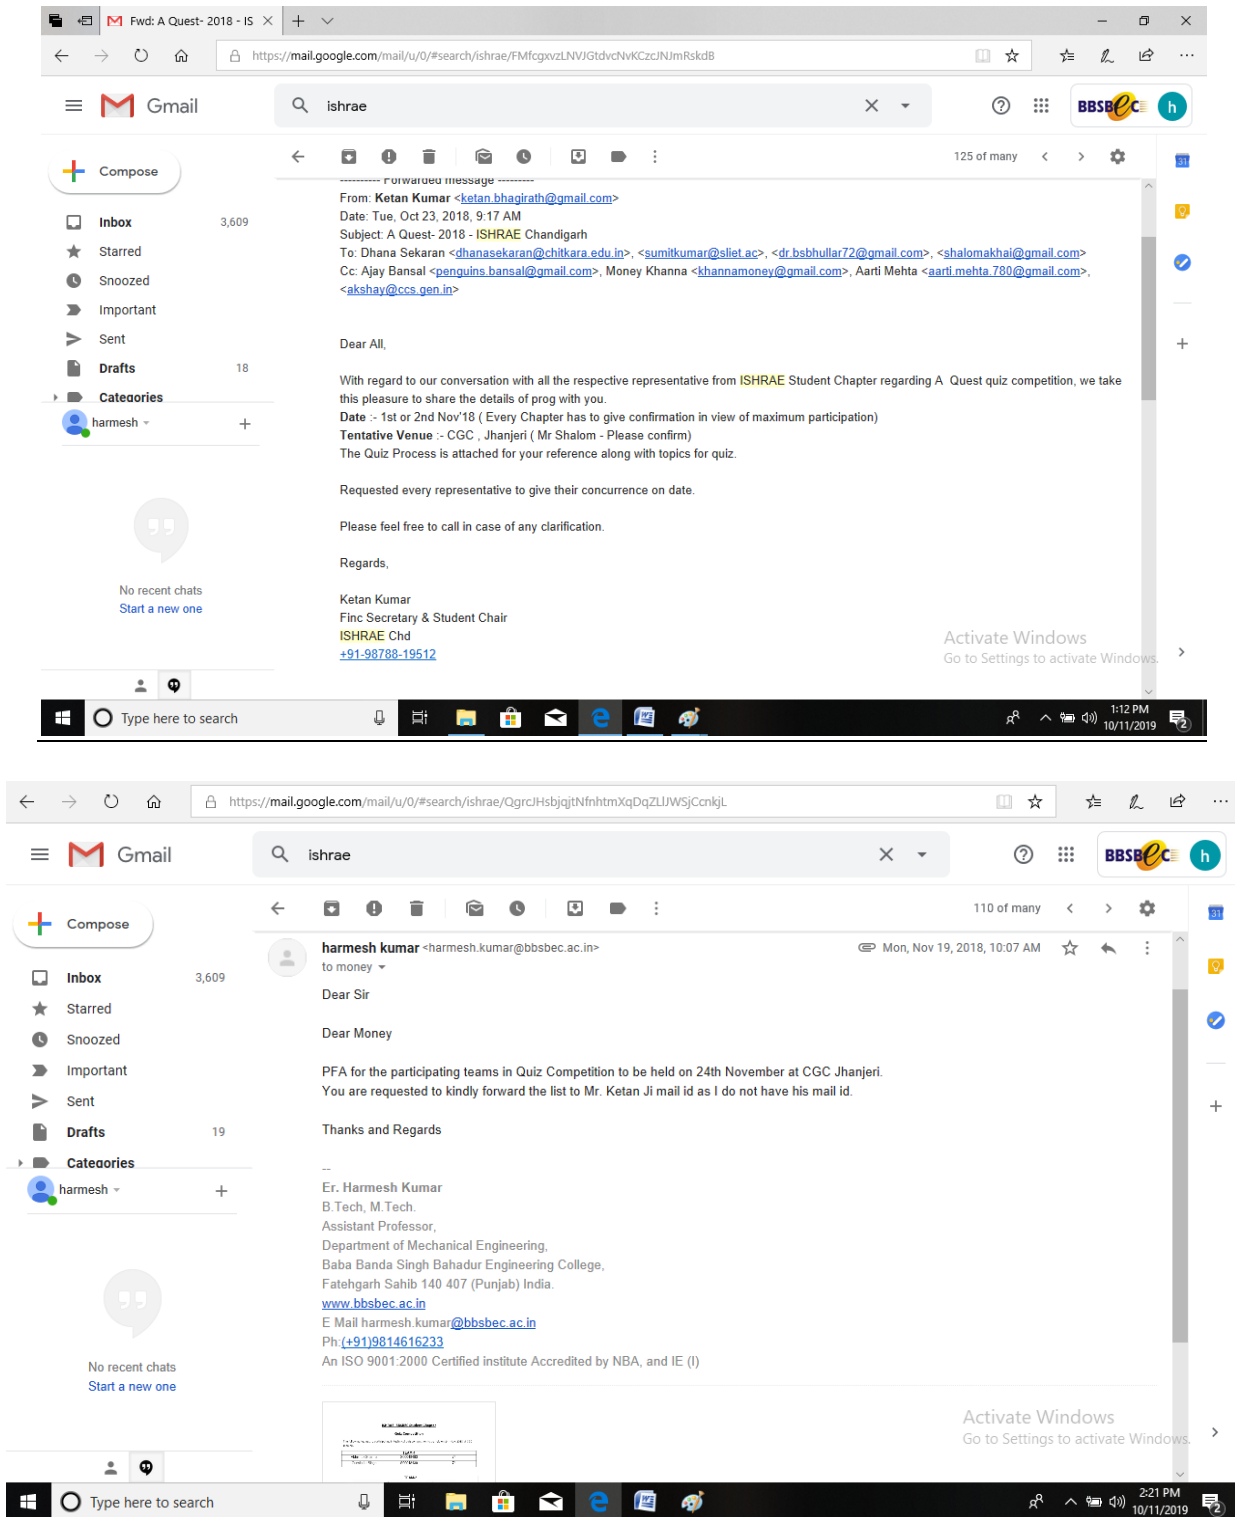 Fwd: A Quest- 2018 - IS
https://mail.google.com/mail/u/0/#search/ishrae/FMfcgxvzLNVJGtdvcNvKCzcJNJmRskdB
Gmail
ishrae
BBSBeC
h
Compose
125 of many
31
---------- Forwarded message ---------
From: Ketan Kumar <ketan.bhagirath@gmail.com>
Inbox 3,609
Date: Tue, Oct 23, 2018, 9:17 AM
Subject: A Quest- 2018 - ISHRAE Chandigarh
Starred
To: Dhana Sekaran <dhanasekaran@chitkara.edu.in>, <sumitkumar@sliet.ac>, <dr.bsbhullar72@gmail.com>, <shalomakhai@gmail.com>
Cc: Ajay Bansal <penguins.bansal@gmail.com>, Money Khanna <khannamoney@gmail.com>, Aarti Mehta <aarti.mehta.780@gmail.com>,
<akshay@ccs.gen.in>
Snoozed
Important
Sent
Drafts 18
Categories
harmesh
Dear All,
With regard to our conversation with all the respective representative from ISHRAE Student Chapter regarding A Quest quiz competition, we take
this pleasure to share the details of prog with you.
Date :- 1st or 2nd Nov'18 ( Every Chapter has to give confirmation in view of maximum participation)
Tentative Venue :- CGC , Jhanjeri ( Mr Shalom - Please confirm)
The Quiz Process is attached for your reference along with topics for quiz.
Requested every representative to give their concurrence on date.
Please feel free to call in case of any clarification.
Regards,
Ketan Kumar
Finc Secretary & Student Chair
ISHRAE Chd
+91-98788-19512
No recent chats
Start a new one
Activate Windows
Go to Settings to activate Windows.
Type here to search
1:12 PM
10/11/2019
2
https://mail.google.com/mail/u/0/#search/ishrae/QgrcJHsbjqjtNfnhtmXqDqZLlJWSjCcnkjL
Gmail
ishrae
BBSBeC
h
Compose
110 of many
31
harmesh kumar <harmesh.kumar@bbsbec.ac.in> Mon, Nov 19, 2018, 10:07 AM
to money
Inbox 3,609
Starred
Snoozed
Important
Sent
Drafts 19
Categories
harmesh
Dear Sir
Dear Money
PFA for the participating teams in Quiz Competition to be held on 24th November at CGC Jhanjeri.
You are requested to kindly forward the list to Mr. Ketan Ji mail id as I do not have his mail id.
Thanks and Regards
--
Er. Harmesh Kumar
B.Tech, M.Tech.
Assistant Professor,
Department of Mechanical Engineering,
Baba Banda Singh Bahadur Engineering College,
Fatehgarh Sahib 140 407 (Punjab) India.
www.bbsbec.ac.in
E Mail harmesh.kumar@bbsbec.ac.in
Ph:(+91)9814616233
An ISO 9001:2000 Certified institute Accredited by NBA, and IE (I)
No recent chats
Start a new one
Activate Windows
Go to Settings to activate Windows.
Type here to search
2:21 PM
10/11/2019
2